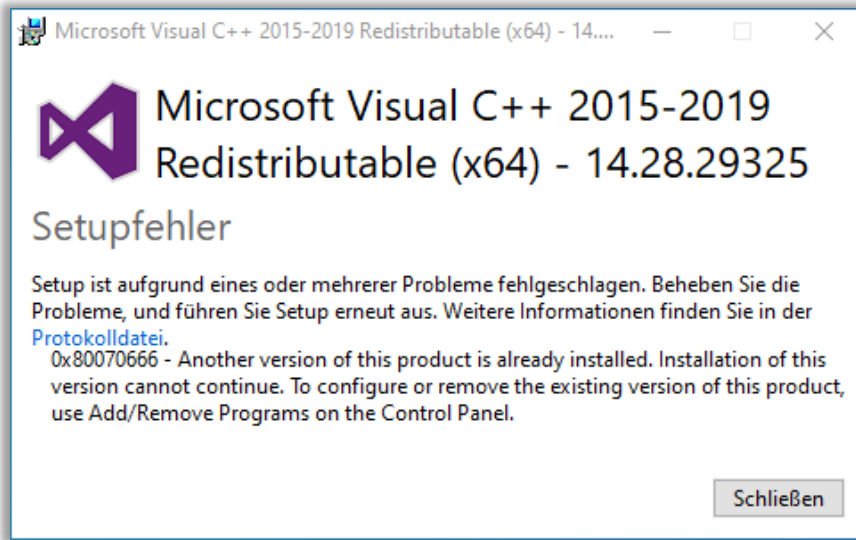 Microsoft Visual C++ 2015-2019 Redistributable (x64) - 14....
Microsoft Visual C++ 2015-2019
Redistributable (x64) - 14.28.29325
Setupfehler
Setup ist aufgrund eines oder mehrerer Probleme fehlgeschlagen. Beheben Sie die
Probleme, und führen Sie Setup erneut aus. Weitere Informationen finden Sie in der
Protokolldatei.
0x80070666 - Another version of this product is already installed. Installation of this
version cannot continue. To configure or remove the existing version of this product,
use Add/Remove Programs on the Control Panel.
Schließen